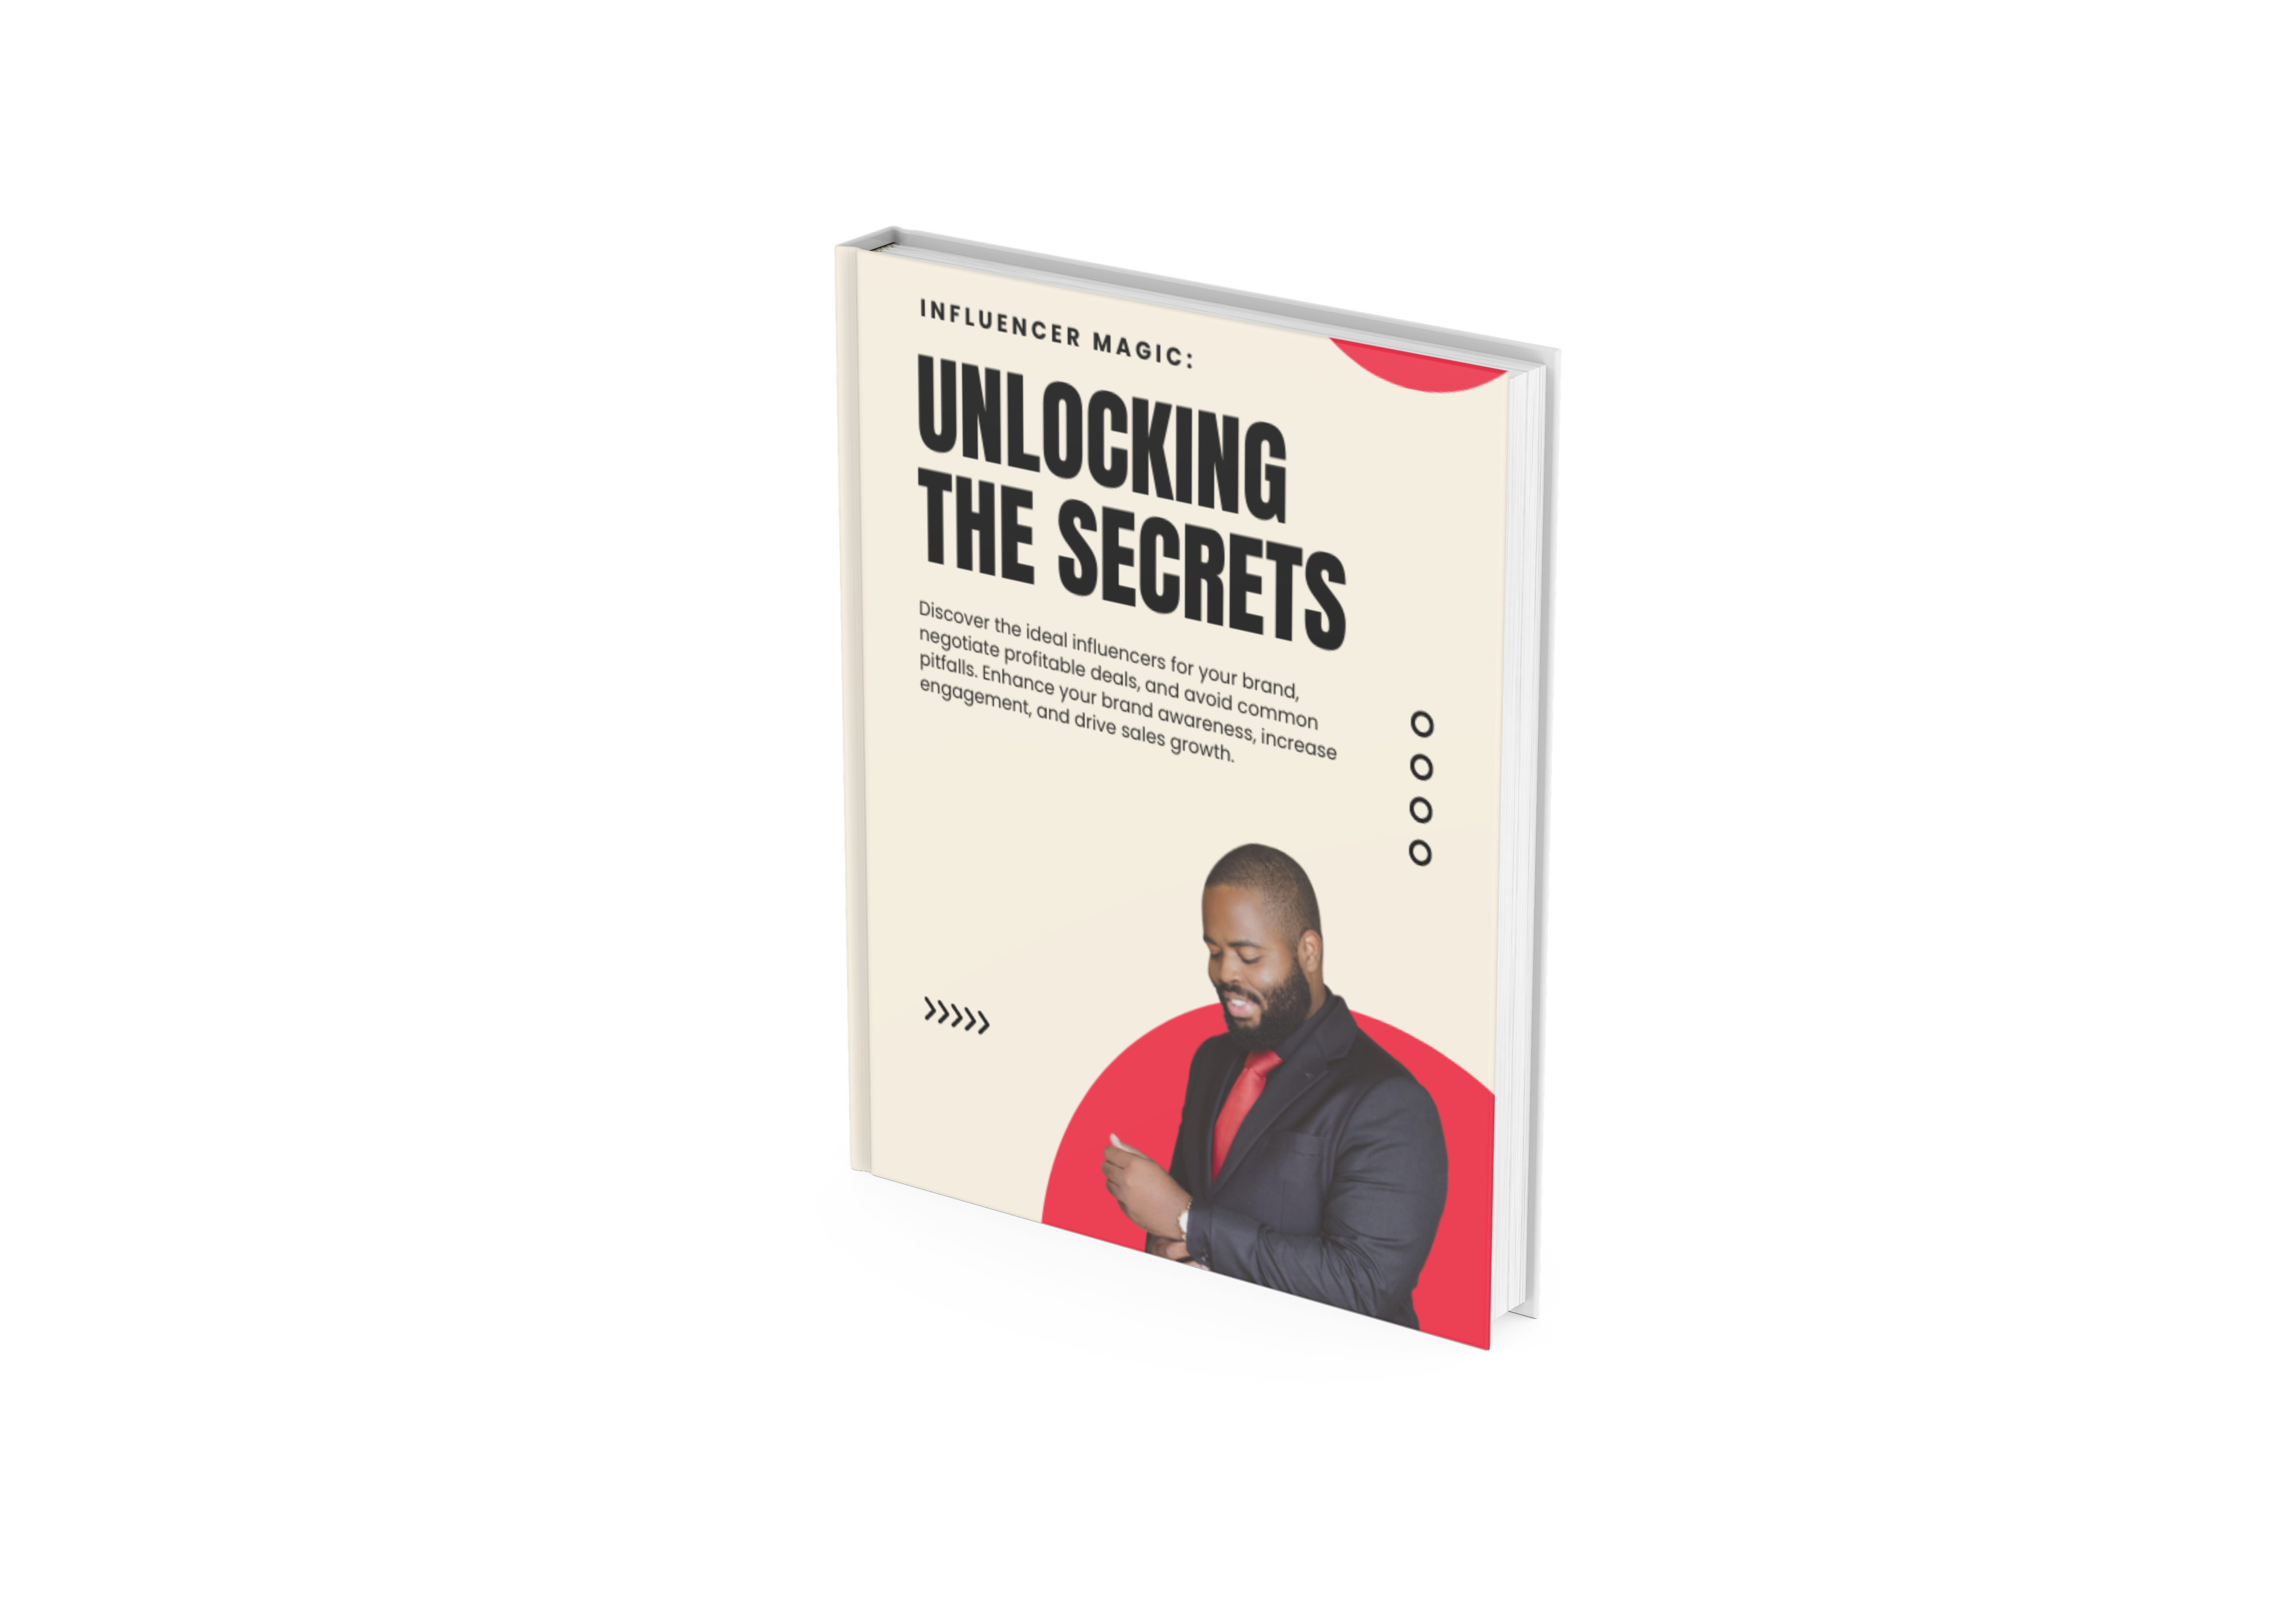 INFLUENCER MAGIC:
UNLOCKING
THE SECRETS
Discover the ideal influencers for your brand,
negotiate profitable deals, and avoid common
pitfalls. Enhance your brand awareness, increase
engagement, and drive sales growth.